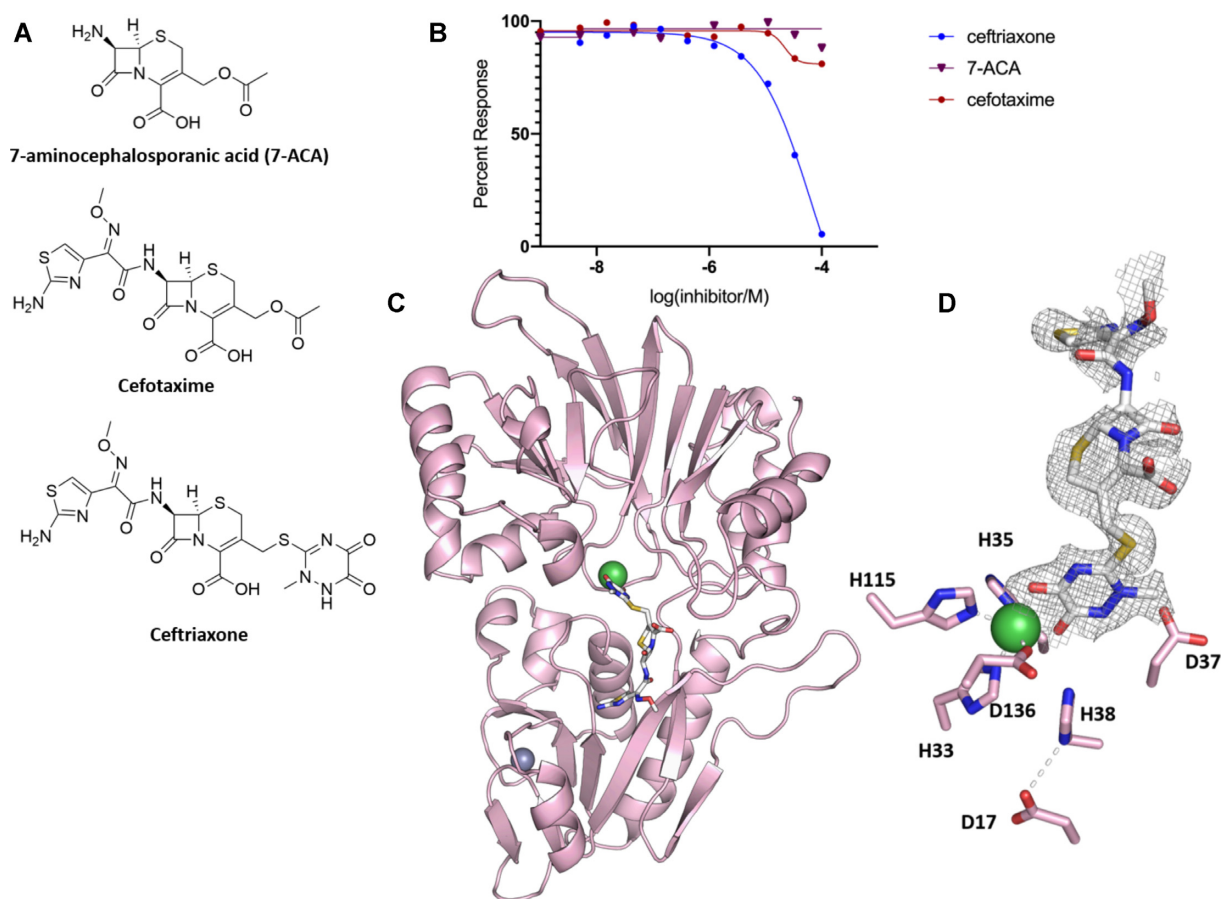 A
H2N
H
H
S
O
N
O
O
O
OH
7-aminocephalosporanic acid (7-ACA)
O
N
H
N
H
H
S
S
N
O
O
N
O
O
H2N
O
OH
Cefotaxime
O
N
H
N
H
H
S
S
N
O
O
N
S
N
O
H2N
O
OH
N
NH
O
Ceftriaxone
B
100
50
0
Percent Response
-8
-6
-4
log(inhibitor/M)
ceftriaxone
7-ACA
cefotaxime
C
D
H35
H115
D37
D136
H38
H33
D17